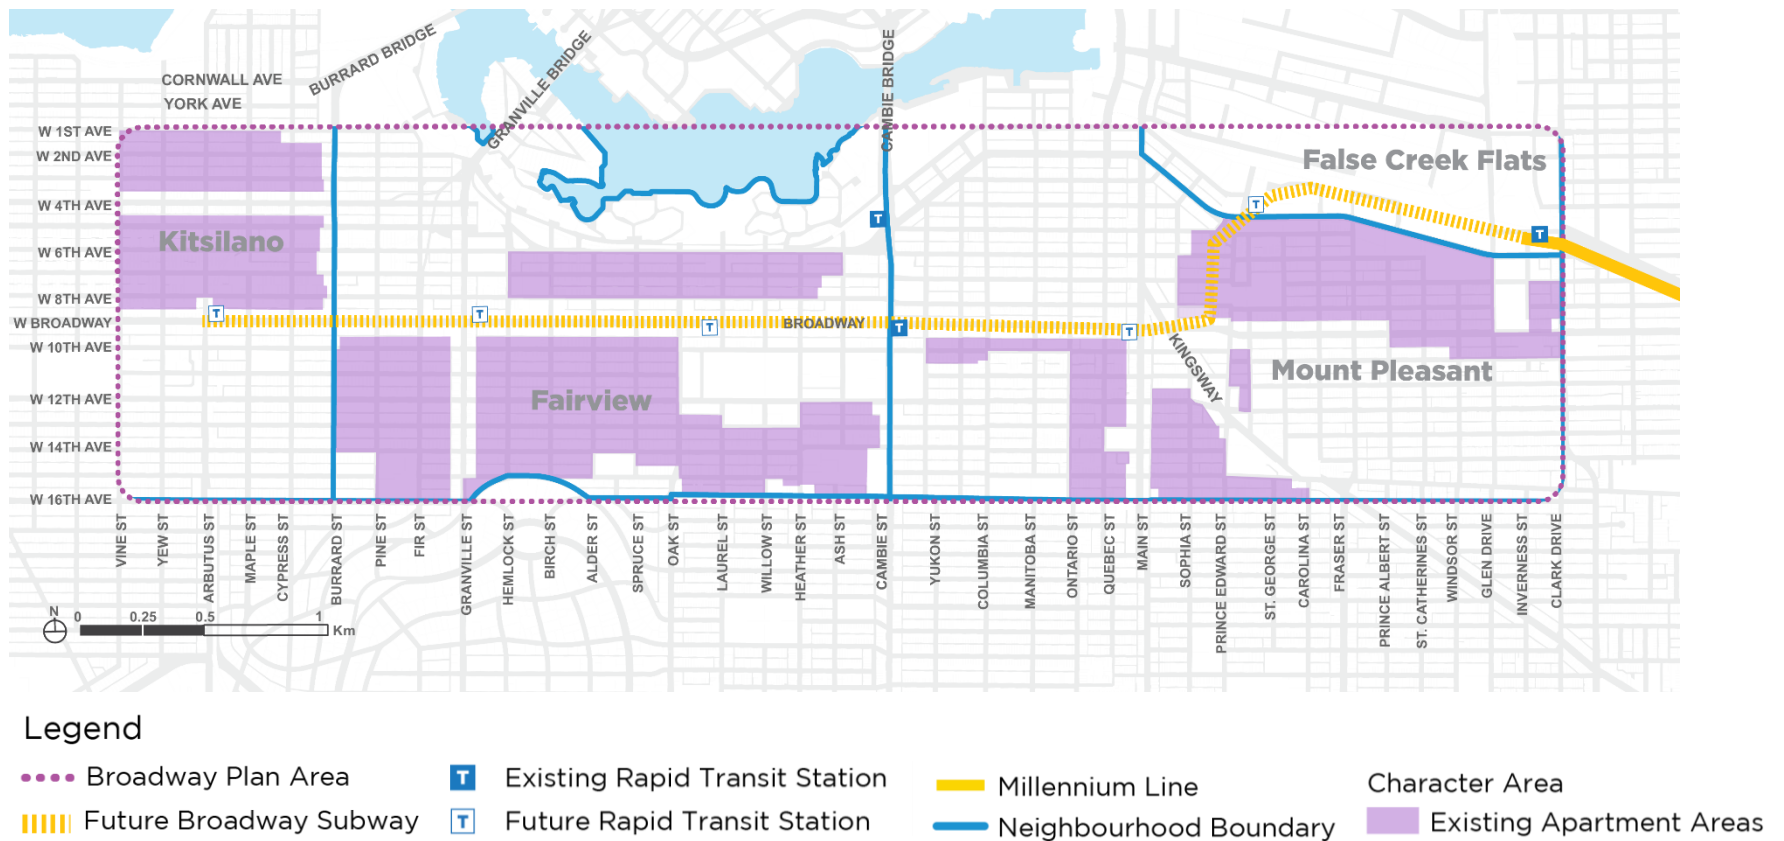 BURRARD BRIDGE
GRANVILLE BRIDGE
CAMBIE BRIDGE
CORNWALL AVE
YORK AVE
W 1ST AVE
W 2ND AVE
W 4TH AVE
W 6TH AVE
W 8TH AVE
W BROADWAY
W 10TH AVE
W 12TH AVE
W 14TH AVE
W 16TH AVE
False Creek Flats
Kitsilano
T
T
T
T
T
T
T
T
BROADWAY
KINGSWAY
Mount Pleasant
Fairview
VINE ST
YEW ST
ARBUTUS ST
MAPLE ST
CYPRESS ST
BURRARD ST
PINE ST
FIR ST
GRANVILLE ST
HEMLOCK ST
BIRCH ST
ALDER ST
SPRUCE ST
OAK ST
LAUREL ST
WILLOW ST
HEATHER ST
ASH ST
CAMBIE ST
YUKON ST
COLUMBIA ST
MANITOBA ST
ONTARIO ST
QUEBEC ST
MAIN ST
SOPHIA ST
PRINCE EDWARD ST
ST. GEORGE ST
CAROLINA ST
FRASER ST
PRINCE ALBERT ST
ST. CATHERINES ST
WINDSOR ST
GLEN DRIVE
INVERNESS ST
CLARK DRIVE
N
0 0.25 0.5 1
Km
Legend
Broadway Plan Area
Future Broadway Subway
T Existing Rapid Transit Station
T Future Rapid Transit Station
Millennium Line
Neighbourhood Boundary
Character Area
Existing Apartment Areas